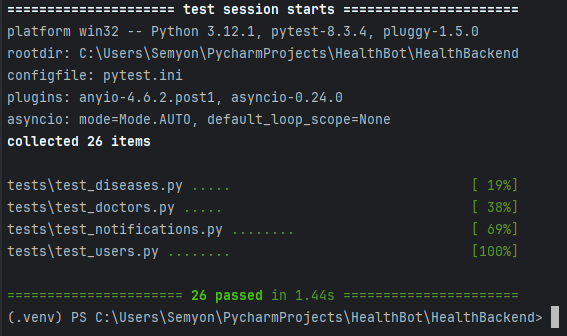 ===================== test session starts ======================
platform win32 -- Python 3.12.1, pytest-8.3.4, pluggy-1.5.0
rootdir: C:\Users\Semyon\PycharmProjects\HealthBot\HealthBackend
configfile: pytest.ini
plugins: anyio-4.6.2.post1, asyncio-0.24.0
asyncio: mode=Mode.AUTO, default_loop_scope=None
collected 26 items
tests\test_diseases.py ..... [ 19%]
tests\test_doctors.py ..... [ 38%]
tests\test_notifications.py ........ [ 69%]
tests\test_users.py ........ [100%]
====================== 26 passed in 1.44s ======================
(.venv) PS C:\Users\Semyon\PycharmProjects\HealthBot\HealthBackend>